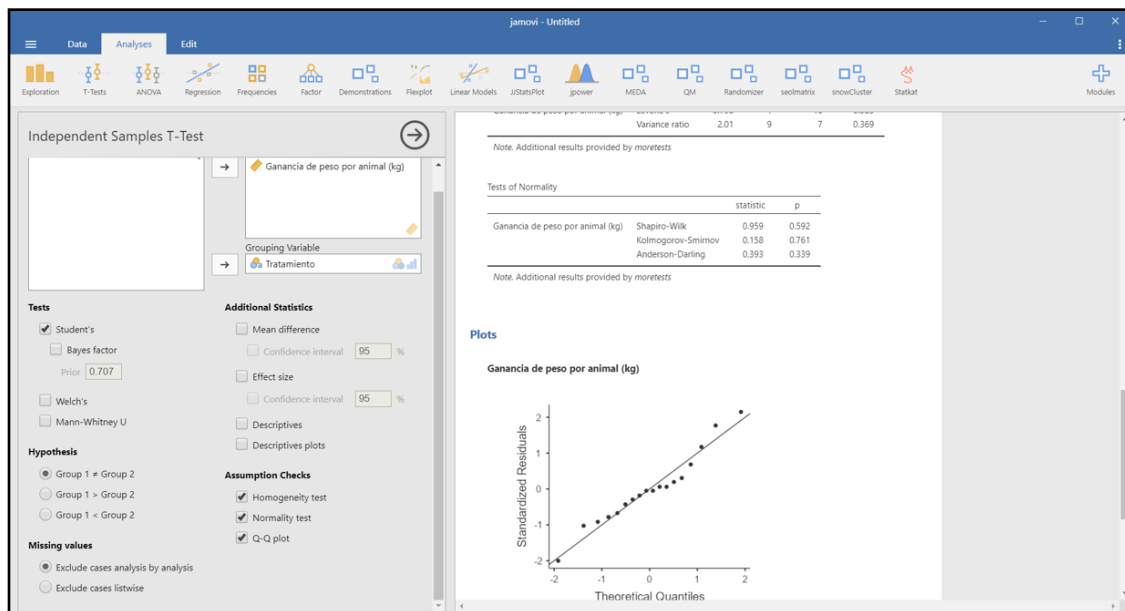 jamovi - Untitled
Data Analyses Edit
Exploration T-Tests ANOVA Regression Frequencies Factor Demonstrations Flexplot Linear Models JJStatsPlot jpower MEDA QM Randomizer seolmatrix snowCluster Statkat Modules
Independent Samples T-Test
Ganancia de peso por animal (kg)
Grouping Variable
Tratamiento
Tests
Student's
Bayes factor
Prior 0.707
Welch's
Mann-Whitney U
Hypothesis
Group 1 ≠ Group 2
Group 1 > Group 2
Group 1 < Group 2
Missing values
Exclude cases analysis by analysis
Exclude cases listwise
Additional Statistics
Mean difference
Confidence interval 95 %
Effect size
Confidence interval 95 %
Descriptives
Descriptives plots
Assumption Checks
Homogeneity test
Normality test
Q-Q plot
Ganancia de peso por animal (kg)
Variance ratio 2.01 9 7 0.369
Note. Additional results provided by moretests
Tests of Normality
statistic p
Ganancia de peso por animal (kg) Shapiro-Wilk 0.959 0.592
Kolmogorov-Smirnov 0.158 0.761
Anderson-Darling 0.393 0.339
Note. Additional results provided by moretests
Plots
Ganancia de peso por animal (kg)
Standardized Residuals
2
1
0
-1
-2
-2 -1 0 1 2
Theoretical Quantiles